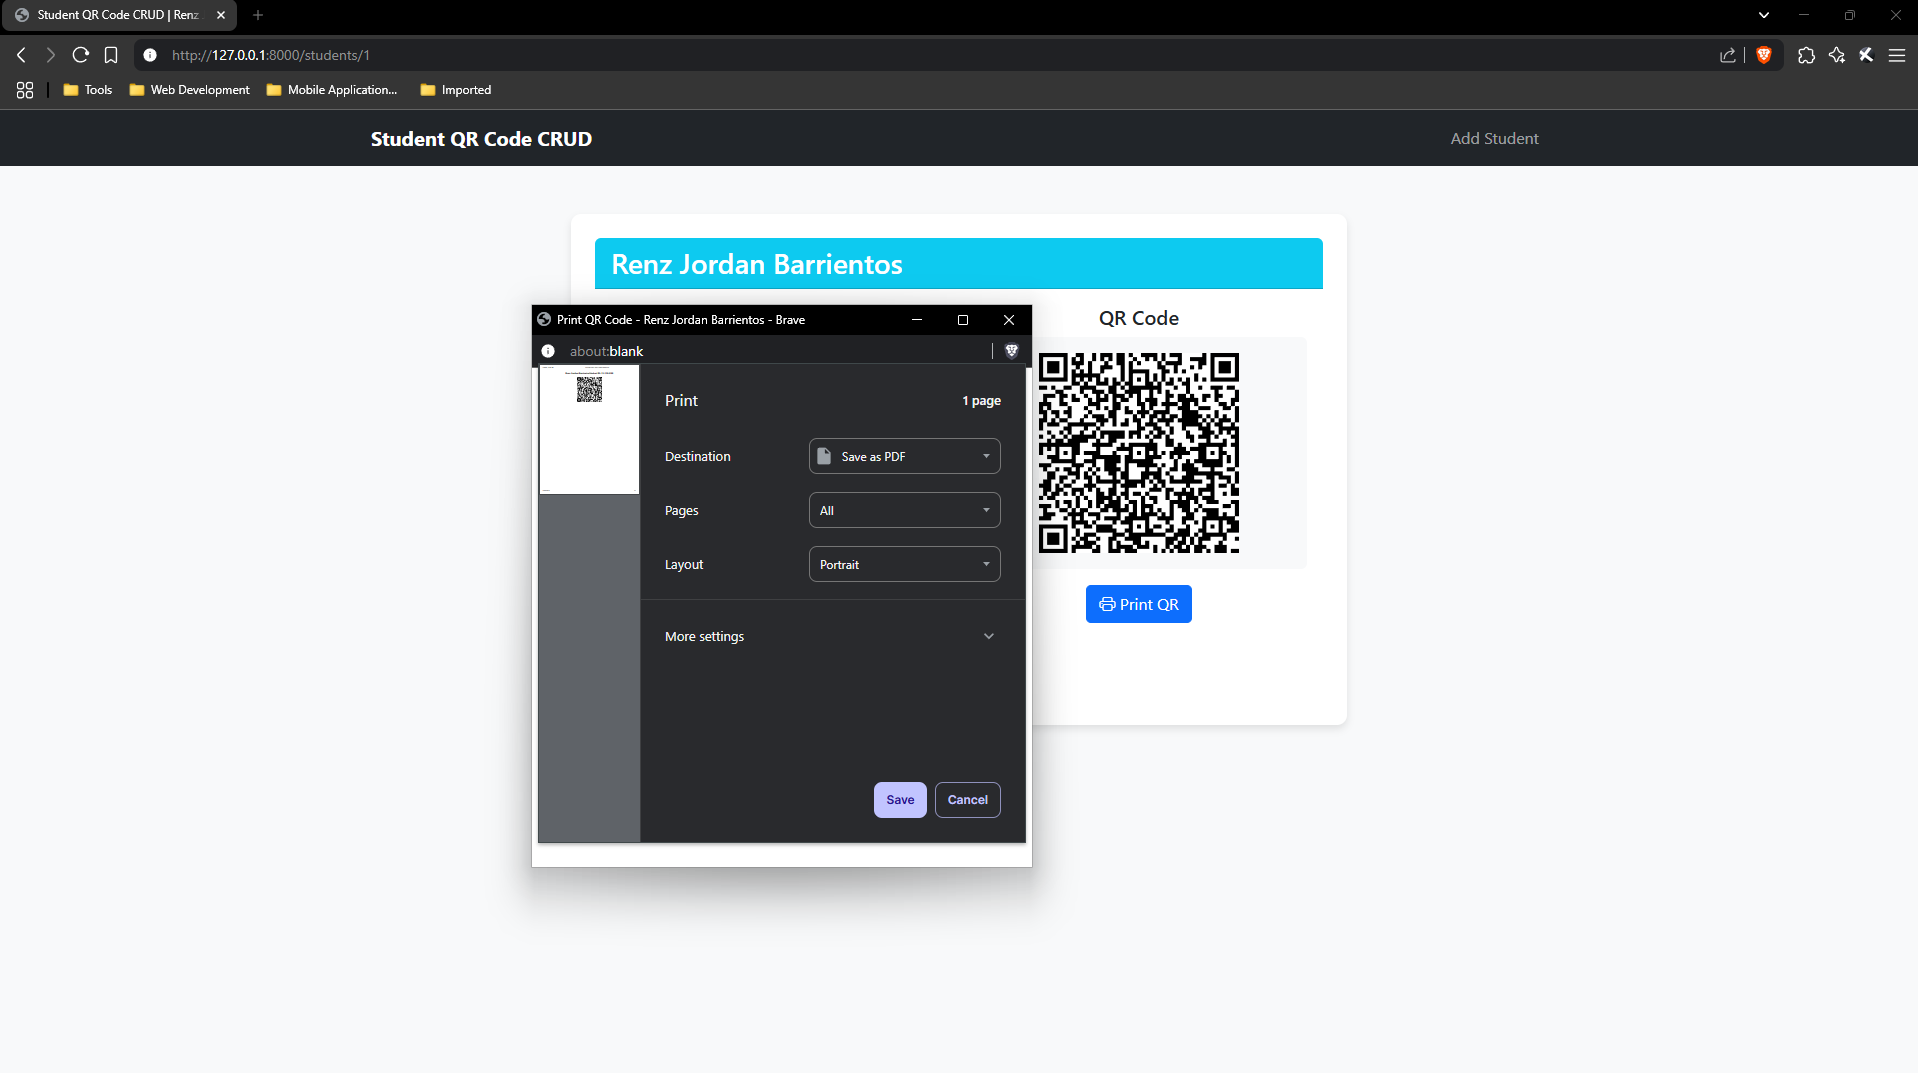 Student QR Code CRUD | Renz
http://127.0.0.1:8000/students/1
Tools
Web Development
Mobile Application...
Imported
Student QR Code CRUD
Add Student
Renz Jordan Barrientos
Print QR Code - Renz Jordan Barrientos - Brave
about:blank
Print
1 page
Destination
Save as PDF
Pages
All
Layout
Portrait
More settings
Save
Cancel
QR Code
Print QR